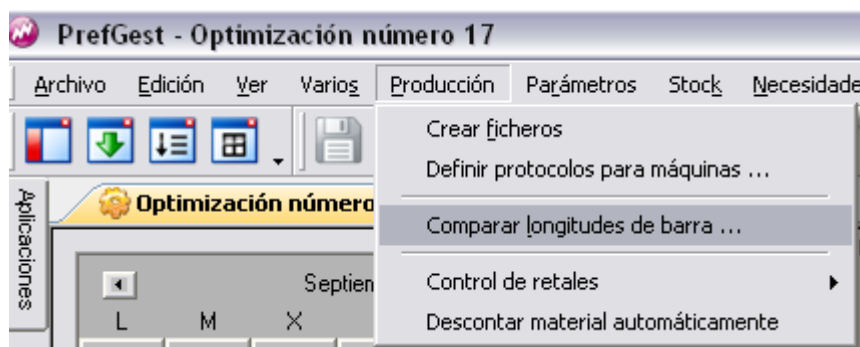 PrefGest - Optimización número 17
Archivo Edición Ver Varios Producción Parámetros Stock Necesidade
Crear ficheros
Definir protocolos para máquinas ...
Aplicaciones
Optimización número
Comparar longitudes de barra ...
Septien
Control de retales
L M X
Descontar material automáticamente